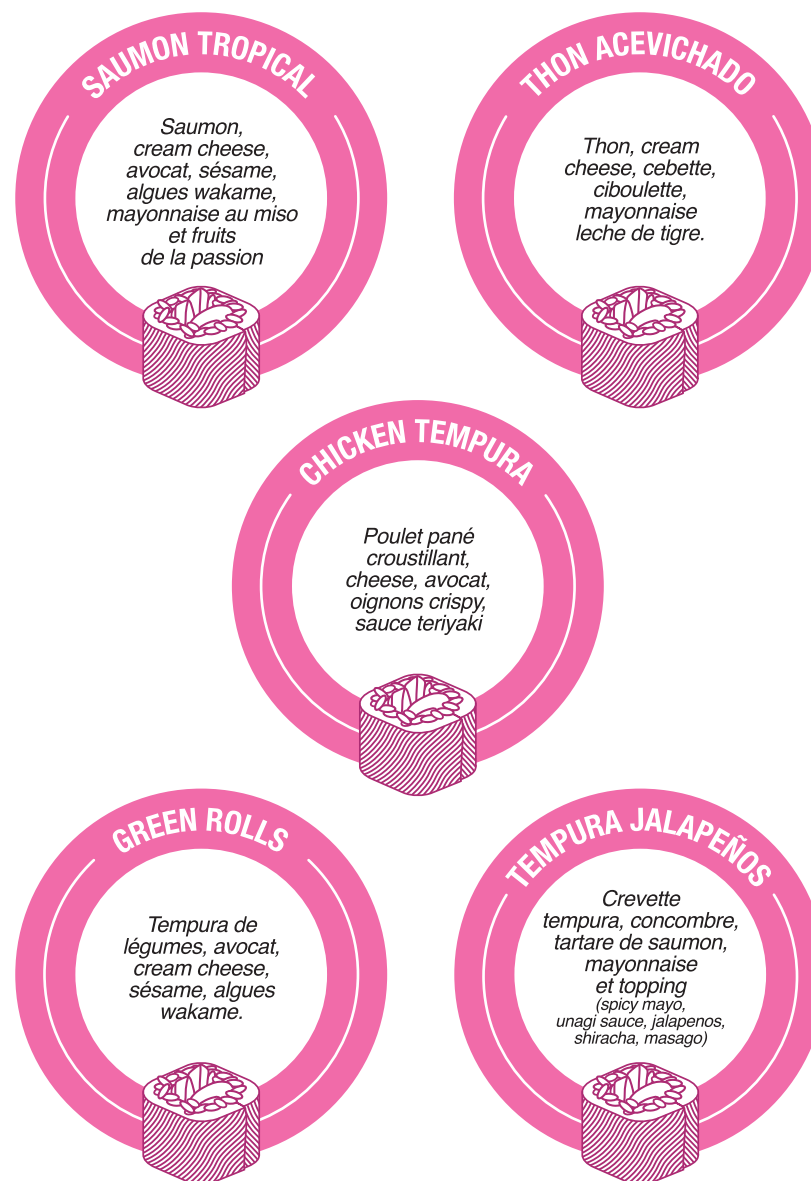 SAUMON TROPICAL
Saumon,
cream cheese,
avocat, sésame,
algues wakame,
mayonnaise au miso
et fruits
de la passion
THON ACEVICHADO
Thon, cream
cheese, cebette,
ciboulette,
mayonnaise
leche de tigre.
CHICKEN TEMPURA
Poulet pané
croustillant,
cheese, avocat,
oignons crispy,
sauce teriyaki
GREEN ROLLS
Tempura de
légumes, avocat,
cream cheese,
sésame, algues
wakame.
TEMPURA JALAPEÑOS
Crevette
tempura, concombre,
tartare de saumon,
mayonnaise
et topping
(spicy mayo,
unagi sauce, jalapenos,
shiracha, masago)